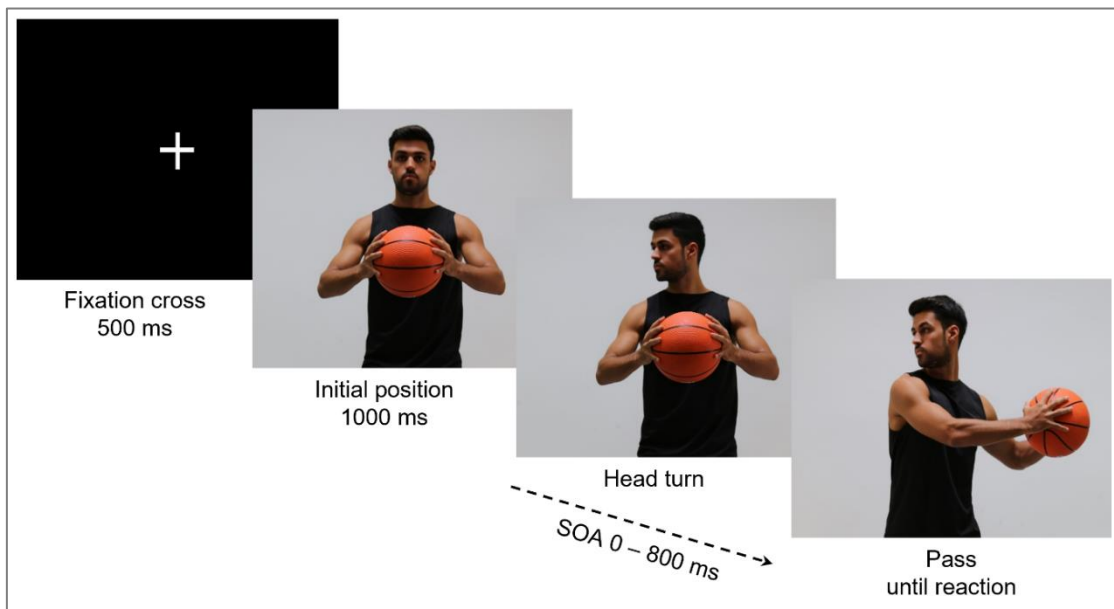 Fixation cross
500 ms
Initial position
1000 ms
Head turn
SOA 0 – 800 ms
Pass
until reaction